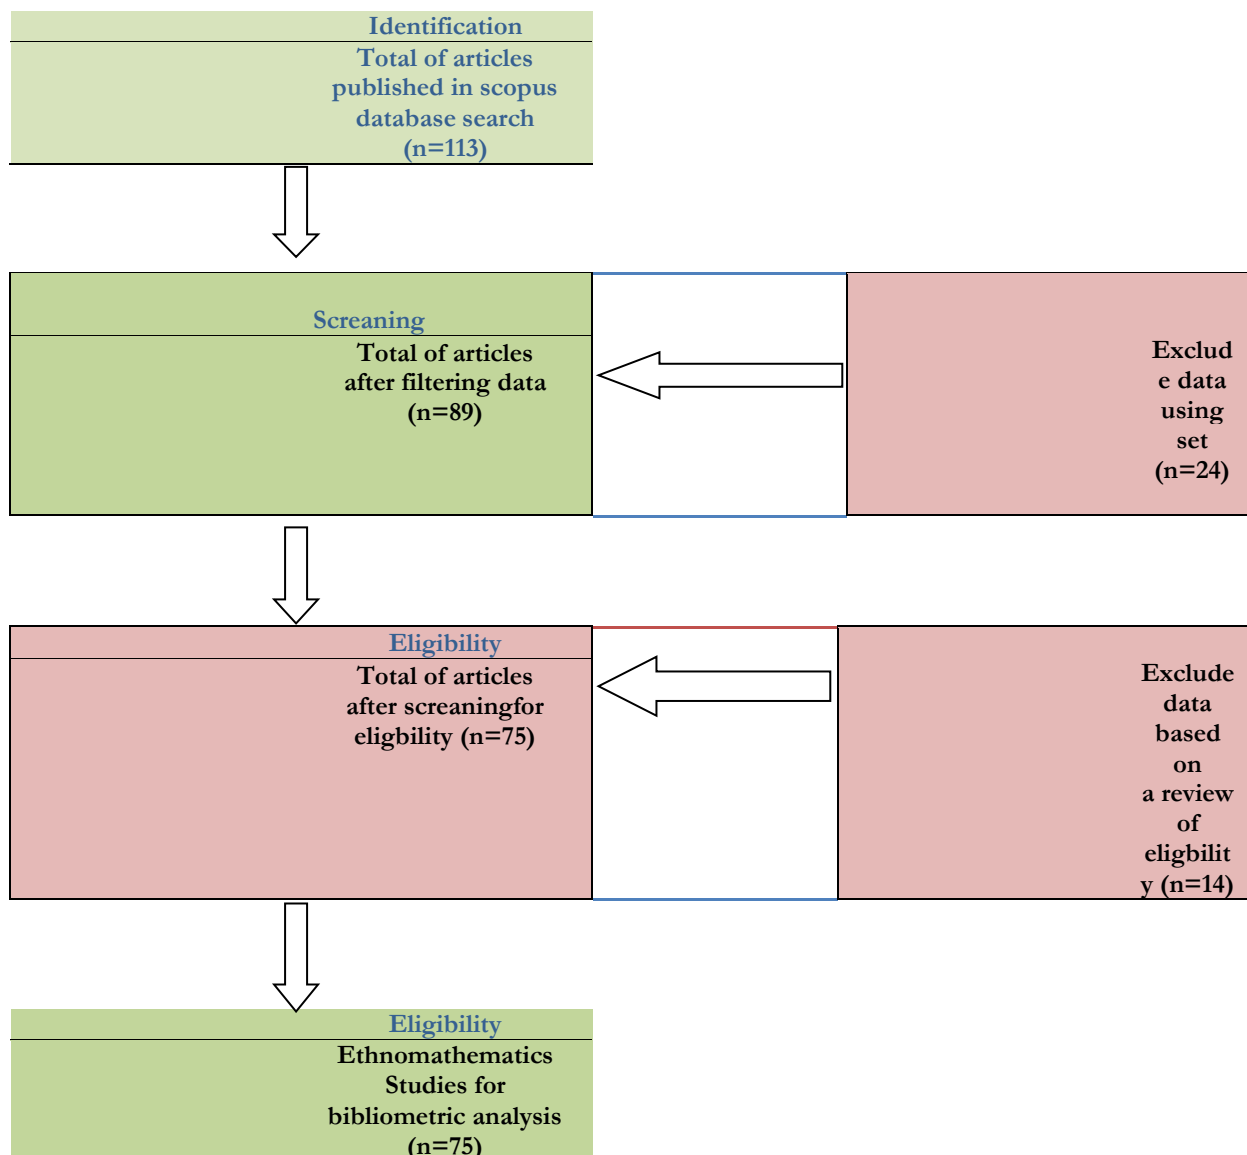 Identification
Total of articles
published in scopus
database search
(n=113)
Screaning
Total of articles
after filtering data
(n=89)
Exclud
e data
using
set
(n=24)
Eligibility
Total of articles
after screaningfor
eligbility (n=75)
Exclude
data
based
on
a review
of
eligbilit
y (n=14)
Eligibility
Ethnomathematics
Studies for
bibliometric analysis
(n=75)